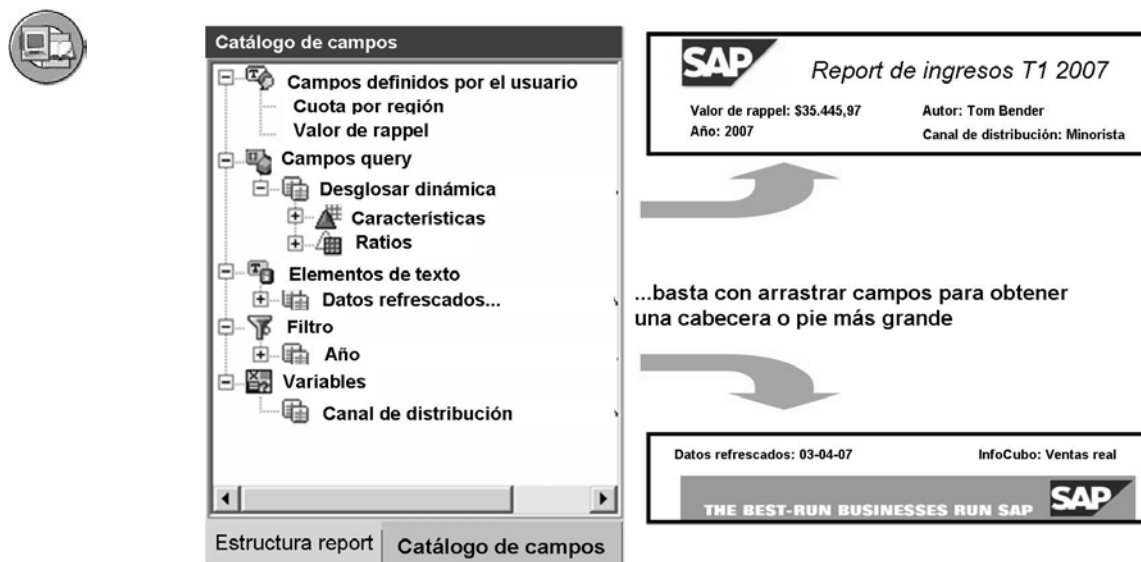 Catálogo de campos
Campos definidos por el usuario
Cuota por región
Valor de rappel
Campos query
Desglosar dinámica
Características
Ratios
Elementos de texto
Datos refrescados...
Filtro
Año
Variables
Canal de distribución
Estructura report
Catálogo de campos
SAP
Report de ingresos T1 2007
Valor de rappel: $35.445,97
Autor: Tom Bender
Año: 2007
Canal de distribución: Minorista
...basta con arrastrar campos para obtener
una cabecera o pie más grande
Datos refrescados: 03-04-07
InfoCubo: Ventas real
THE BEST-RUN BUSINESSES RUN SAP
SAP